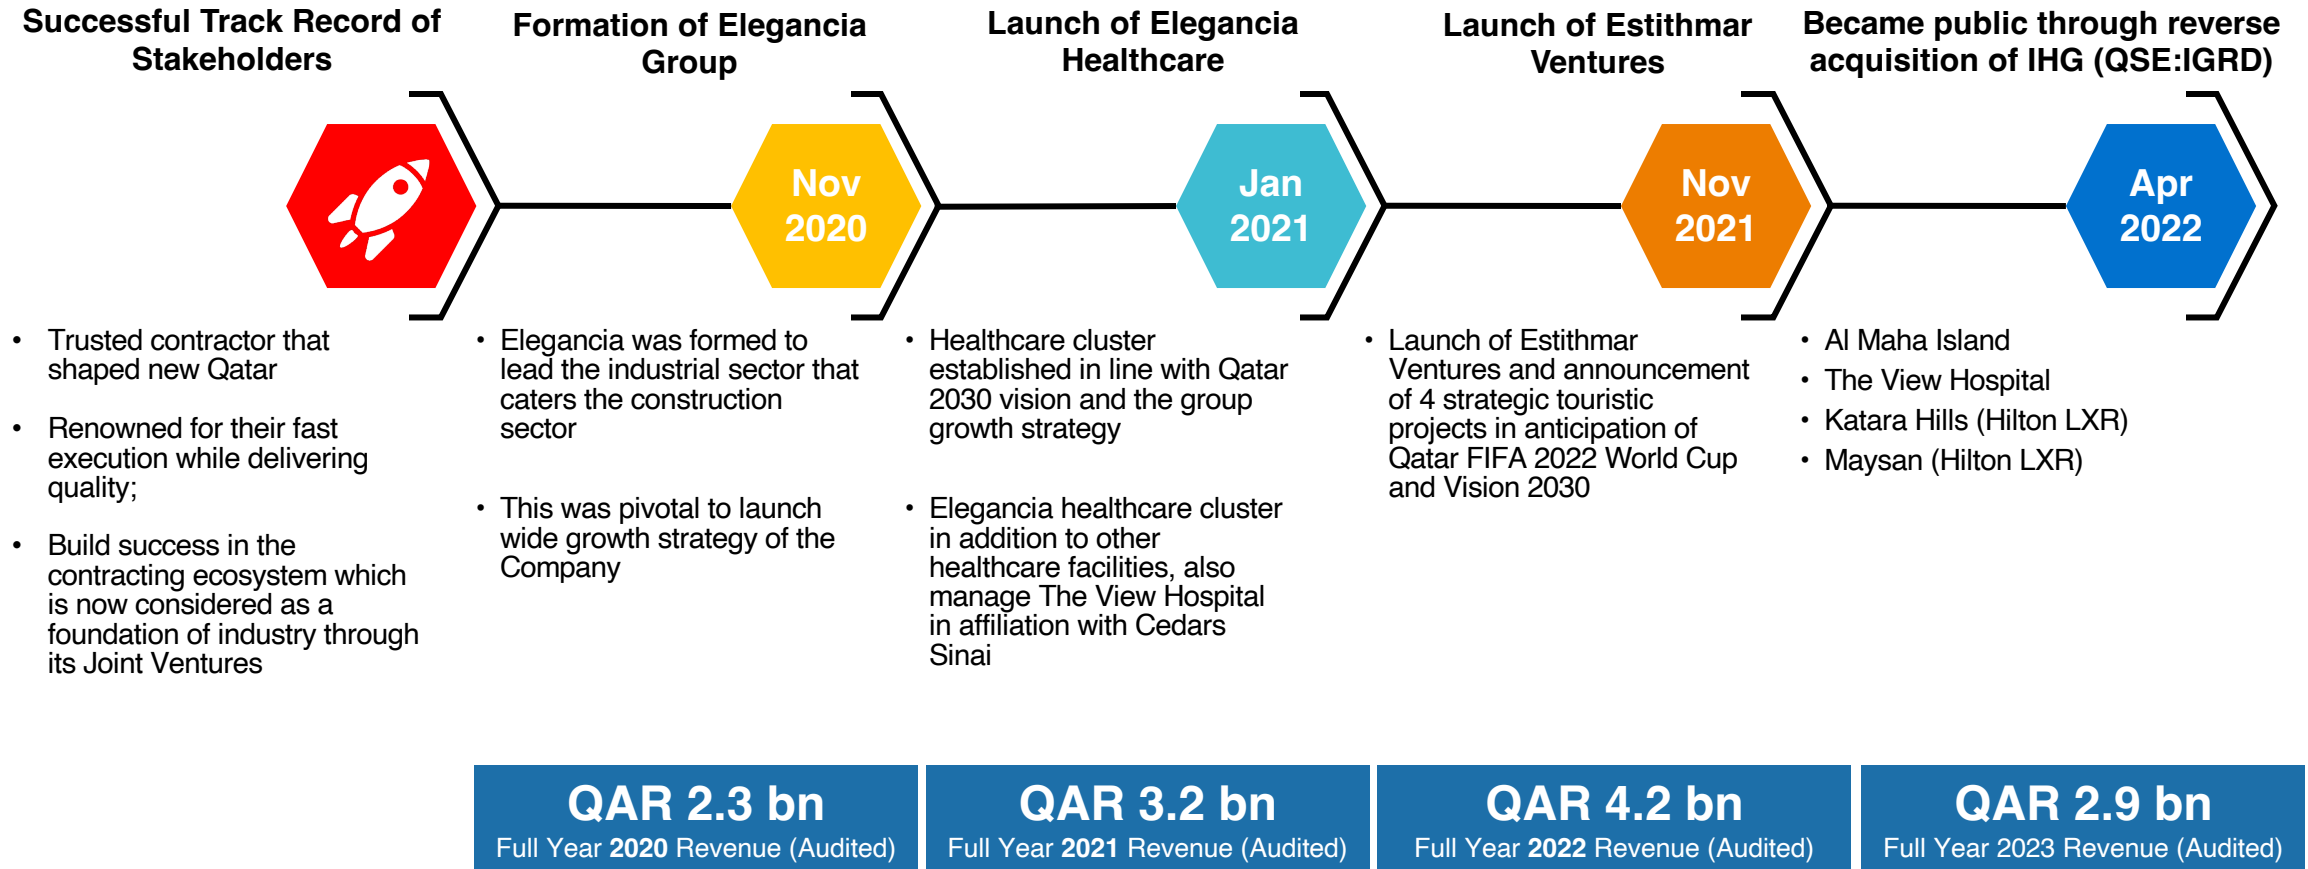 Successful Track Record of
Stakeholders
Formation of Elegancia
Group
Launch of Elegancia
Healthcare
Launch of Estithmar
Ventures
Became public through reverse
acquisition of IHG (QSE:IGRD)
Nov
2020
Jan
2021
Nov
2021
Apr
2022
• Trusted contractor that
shaped new Qatar
• Renowned for their fast
execution while delivering
quality;
• Build success in the
contracting ecosystem which
is now considered as a
foundation of industry through
its Joint Ventures
• Elegancia was formed to
lead the industrial sector that
caters the construction
sector
• This was pivotal to launch
wide growth strategy of the
Company
• Healthcare cluster
established in line with Qatar
2030 vision and the group
growth strategy
• Elegancia healthcare cluster
in addition to other
healthcare facilities, also
manage The View Hospital
in affiliation with Cedars
Sinai
• Launch of Estithmar
Ventures and announcement
of 4 strategic touristic
projects in anticipation of
Qatar FIFA 2022 World Cup
and Vision 2030
• Al Maha Island
• The View Hospital
• Katara Hills (Hilton LXR)
• Maysan (Hilton LXR)
QAR 2.3 bn
Full Year 2020 Revenue (Audited)
QAR 3.2 bn
Full Year 2021 Revenue (Audited)
QAR 4.2 bn
Full Year 2022 Revenue (Audited)
QAR 2.9 bn
Full Year 2023 Revenue (Audited)